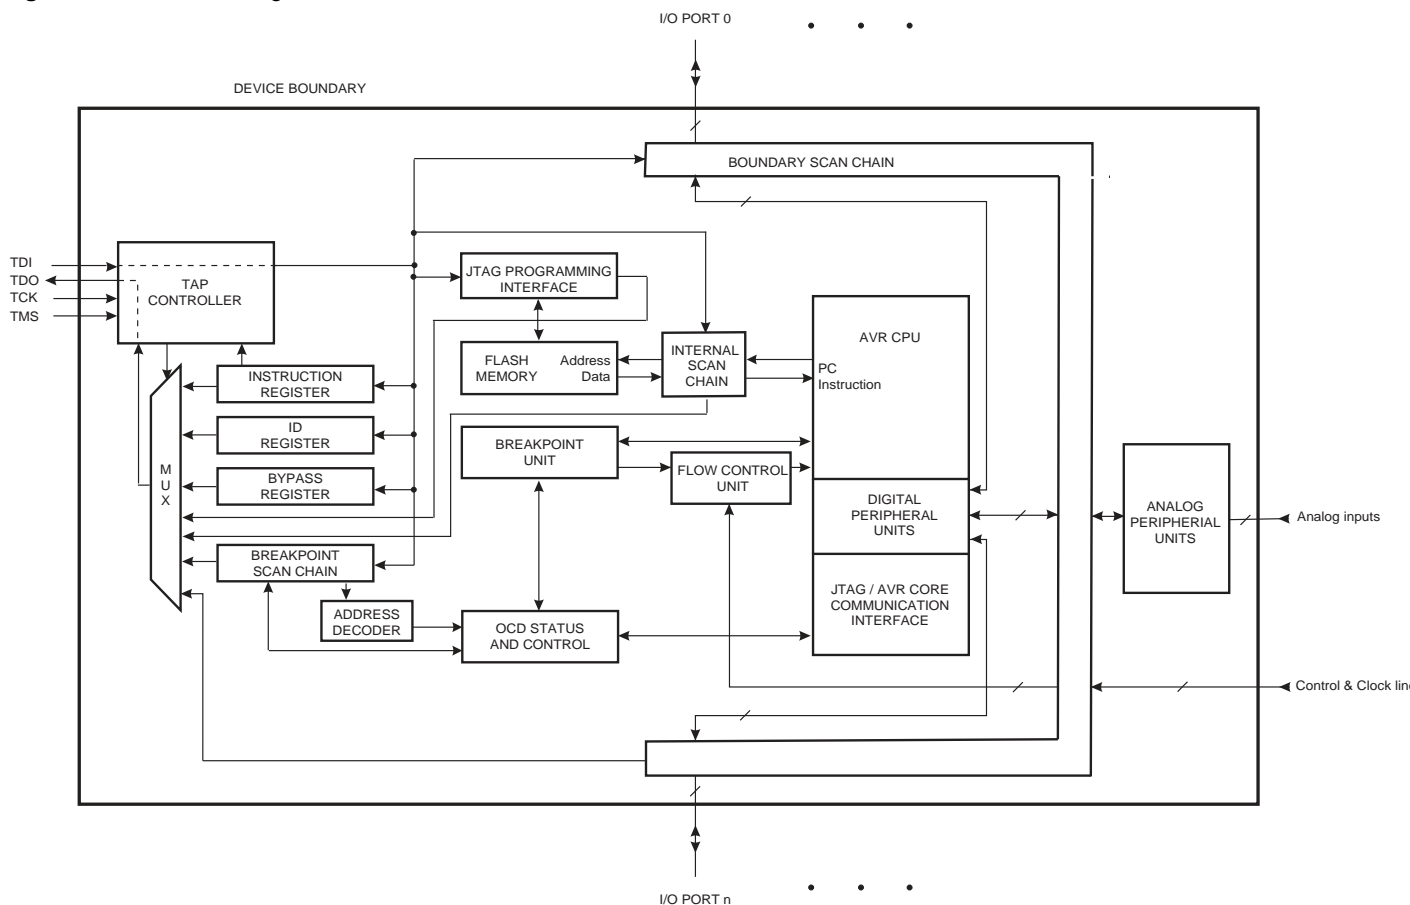 I/O PORT 0
DEVICE BOUNDARY
BOUNDARY SCAN CHAIN
TDI
TDO
TCK
TMS
TAP
CONTROLLER
JTAG PROGRAMMING
INTERFACE
FLASH
MEMORY
Address
Data
INTERNAL
SCAN
CHAIN
AVR CPU
PC
Instruction
INSTRUCTION
REGISTER
ID
REGISTER
BYPASS
REGISTER
M
U
X
BREAKPOINT
UNIT
FLOW CONTROL
UNIT
DIGITAL
PERIPHERAL
UNITS
ANALOG
PERIPHERIAL
UNITS
Analog inputs
BREAKPOINT
SCAN CHAIN
ADDRESS
DECODER
OCD STATUS
AND CONTROL
JTAG / AVR CORE
COMMUNICATION
INTERFACE
Control & Clock
I/O PORT n